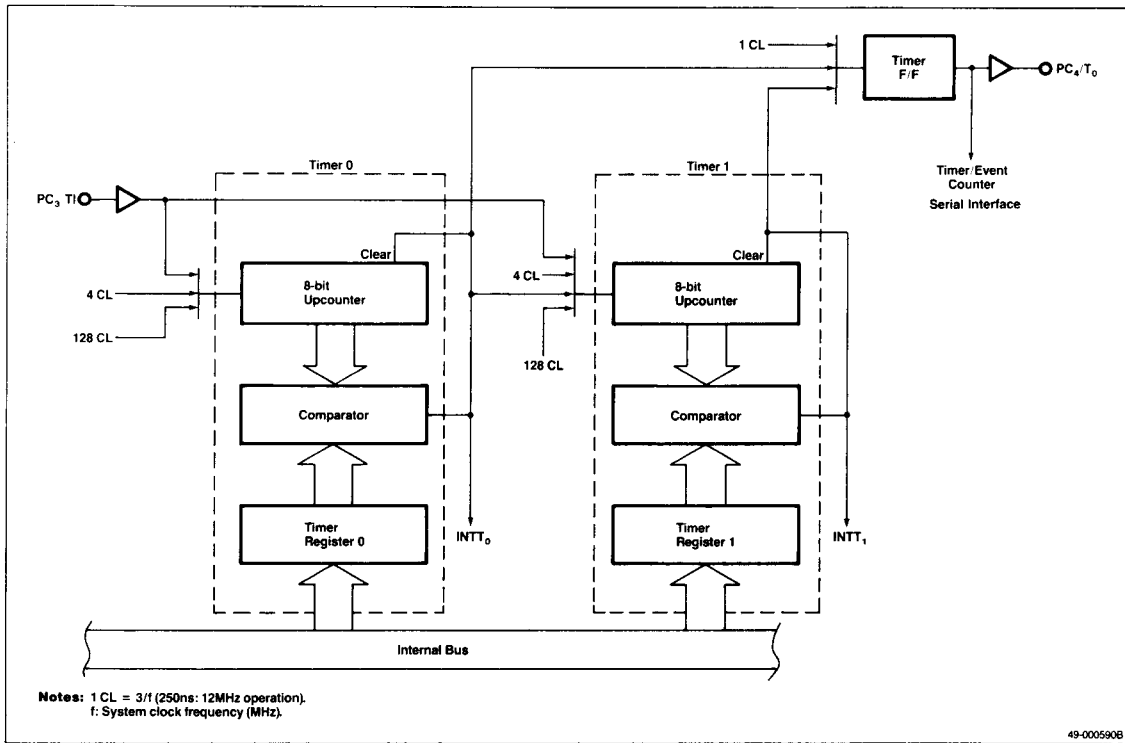 1 CL
Timer
F/F
PC₄/T₀
Timer/Event
Counter
Serial Interface
Timer 0
Timer 1
PC₃ TI
Clear
Clear
8-bit
Upcounter
4 CL
128 CL
4 CL
128 CL
8-bit
Upcounter
Comparator
Comparator
Timer
Register 0
INTT₀
Timer
Register 1
INTT₁
Internal Bus
Notes: 1 CL = 3/f (250ns: 12MHz operation).
f: System clock frequency (MHz).
49-000590B